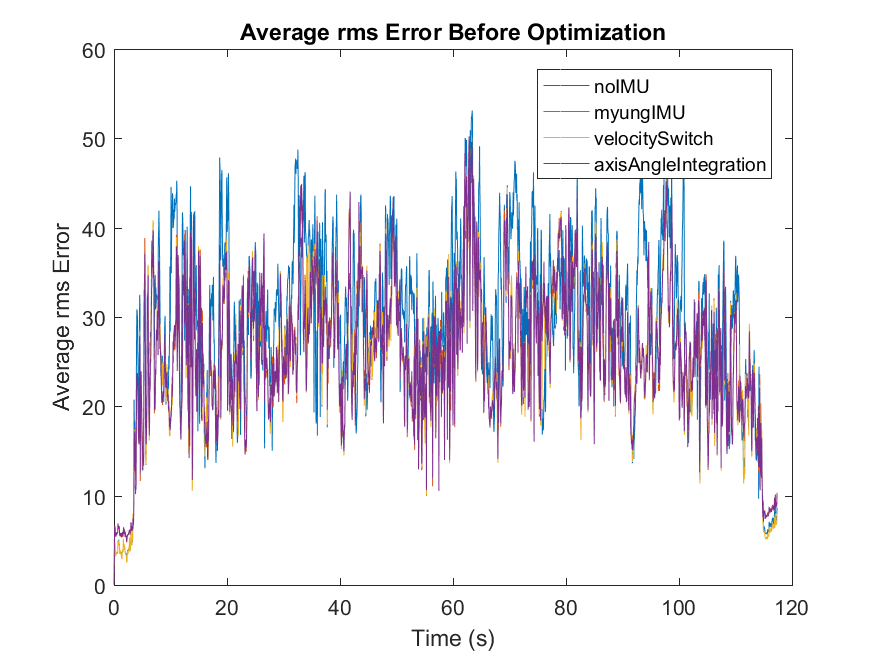 Average rms Error Before Optimization
60
50
40
30
20
10
0
Average rms Error
noIMU
myungIMU
velocitySwitch
axisAngleIntegration
0 20 40 60 80 100 120
Time (s)